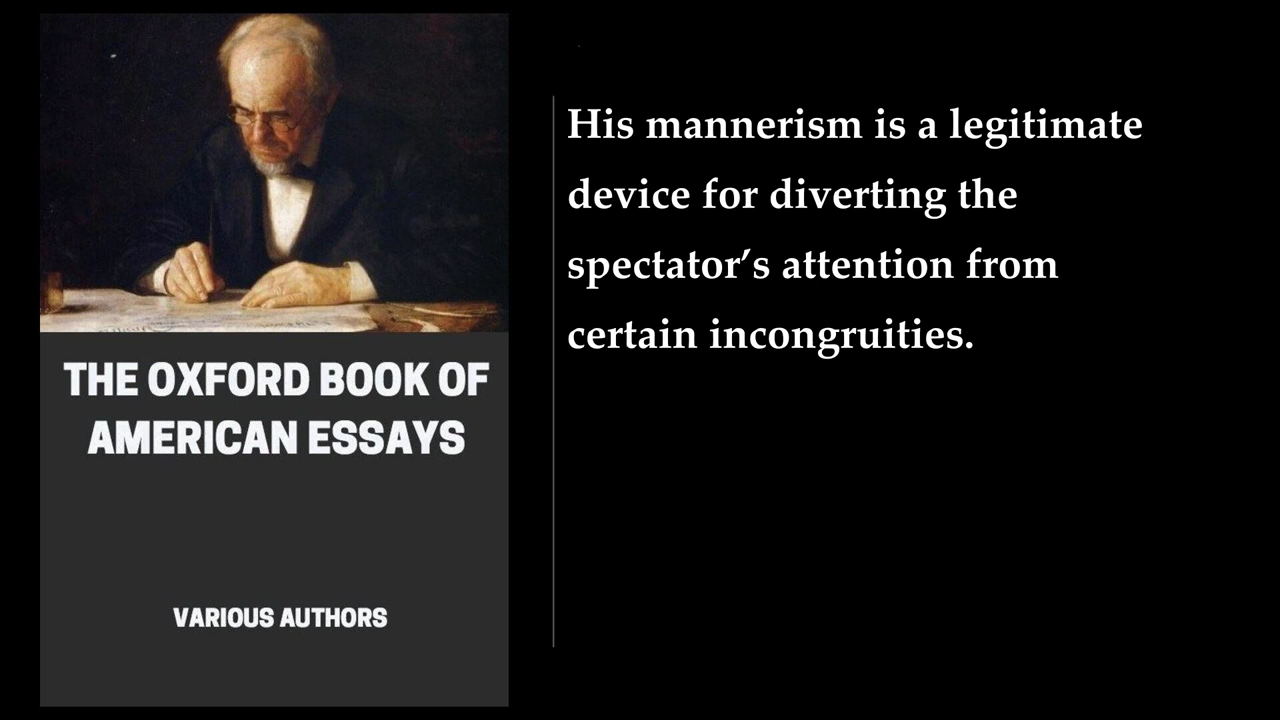 THE OXFORD BOOK OF
AMERICAN ESSAYS
VARIOUS AUTHORS
His mannerism is a legitimate
device for diverting the
spectator’s attention from
certain incongruities.